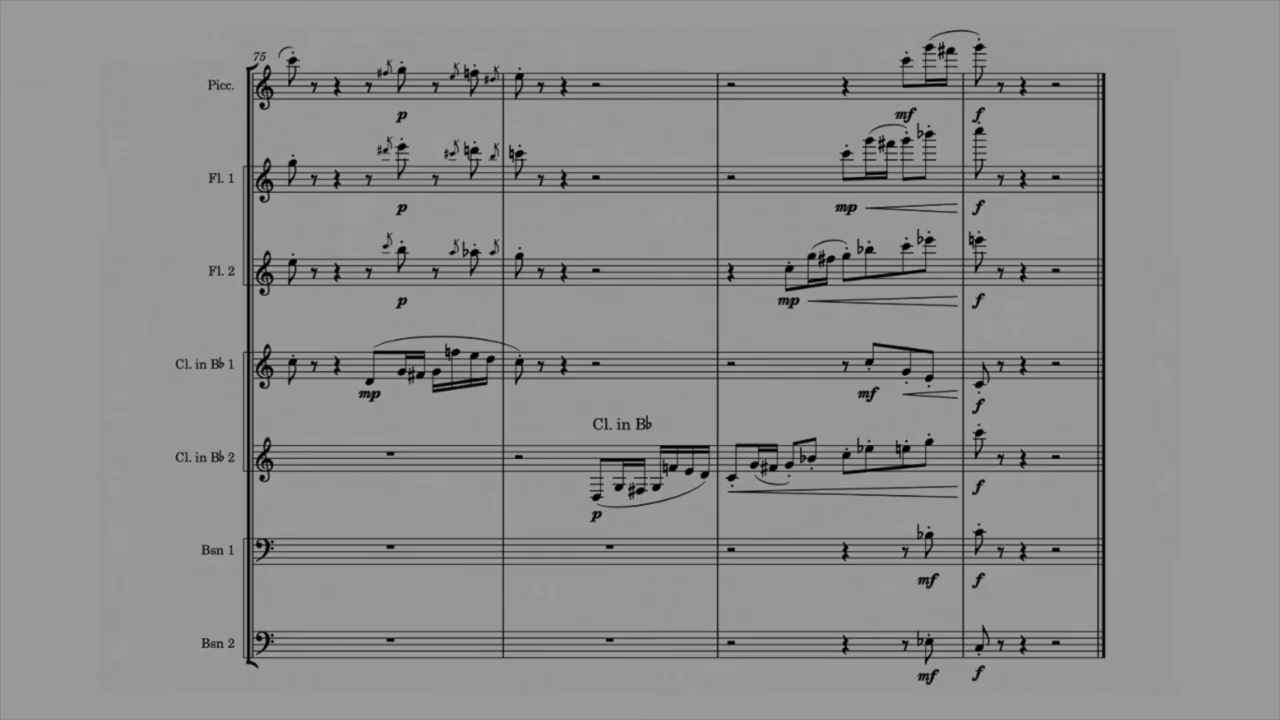 75
Picc.
p
mf
f
Fl. 1
p
mp
f
Fl. 2
p
mp
f
Cl. in B♭ 1
mp
mf
f
Cl. in B♭
Cl. in B♭ 2
p
f
Bsn 1
mf
f
Bsn 2
mf
f